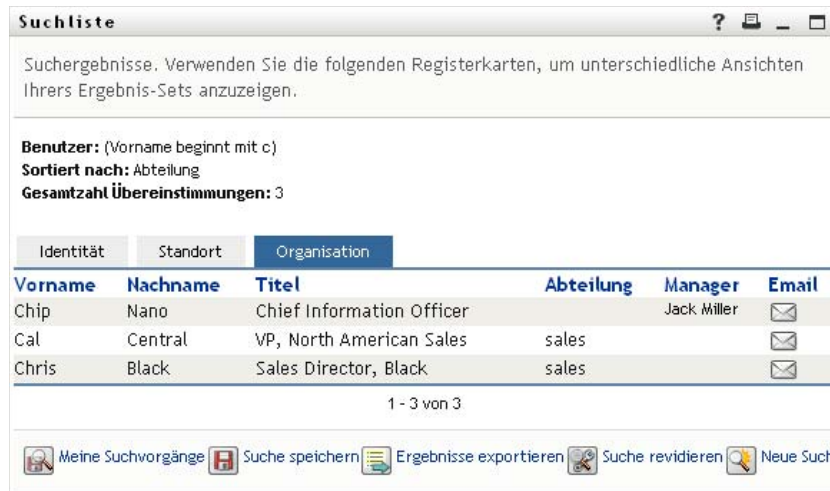 Suchliste ?
Suchergebnisse. Verwenden Sie die folgenden Registerkarten, um unterschiedliche Ansichten
Ihrers Ergebnis-Sets anzuzeigen.
Benutzer: (Vorname beginnt mit c)
Sortiert nach: Abteilung
Gesamtzahl Übereinstimmungen: 3
Identität Standort Organisation
Vorname Nachname Titel Abteilung Manager Email
Chip Nano Chief Information Officer Jack Miller
Cal Central VP, North American Sales sales
Chris Black Sales Director, Black sales
1 - 3 von 3
Meine Suchvorgänge Suche speichern Ergebnisse exportieren Suche revidieren Neue Such